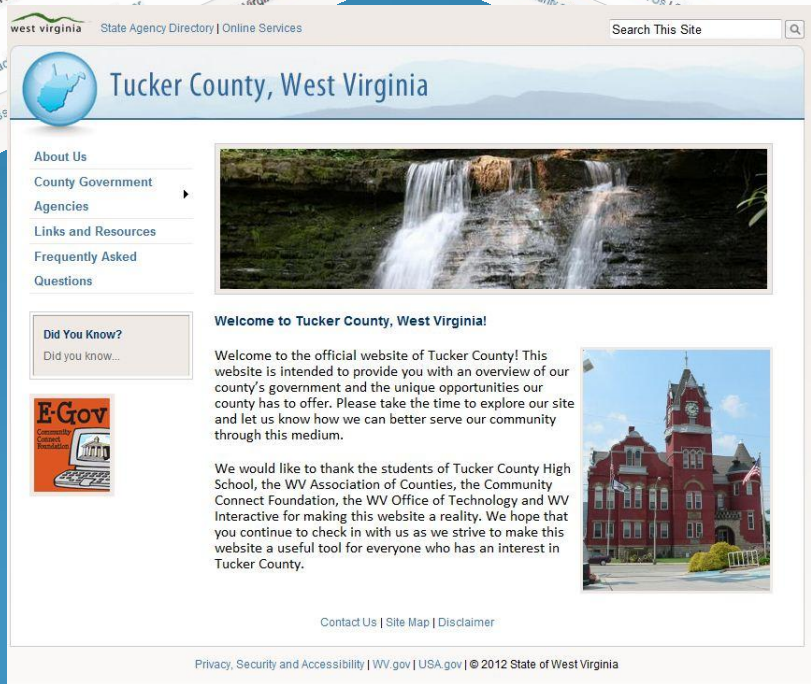 west virginia
State Agency Directory | Online Services
Search This Site
Tucker County, West Virginia
About Us
County Government
Agencies
Links and Resources
Frequently Asked
Questions
Did You Know?
Did you know...
E-Gov
Community
Connect
Foundation
Welcome to Tucker County, West Virginia!
Welcome to the official website of Tucker County! This
website is intended to provide you with an overview of our
county's government and the unique opportunities our
county has to offer. Please take the time to explore our site
and let us know how we can better serve our community
through this medium.
We would like to thank the students of Tucker County High
School, the WV Association of Counties, the Community
Connect Foundation, the WV Office of Technology and WV
Interactive for making this website a reality. We hope that
you continue to check in with us as we strive to make this
website a useful tool for everyone who has an interest in
Tucker County.
Contact Us | Site Map | Disclaimer
Privacy, Security and Accessibility | WV.gov | USA.gov | © 2012 State of West Virginia